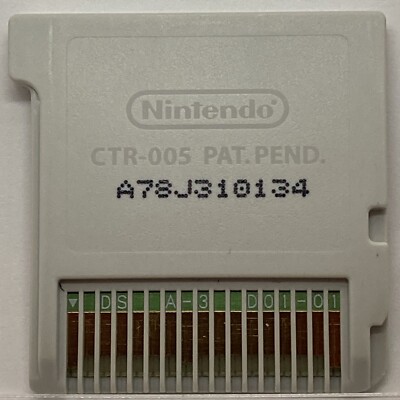 Nintendo
CTR-005 PAT.PEND.
A78J310134
▼ DS A-3 D01-01